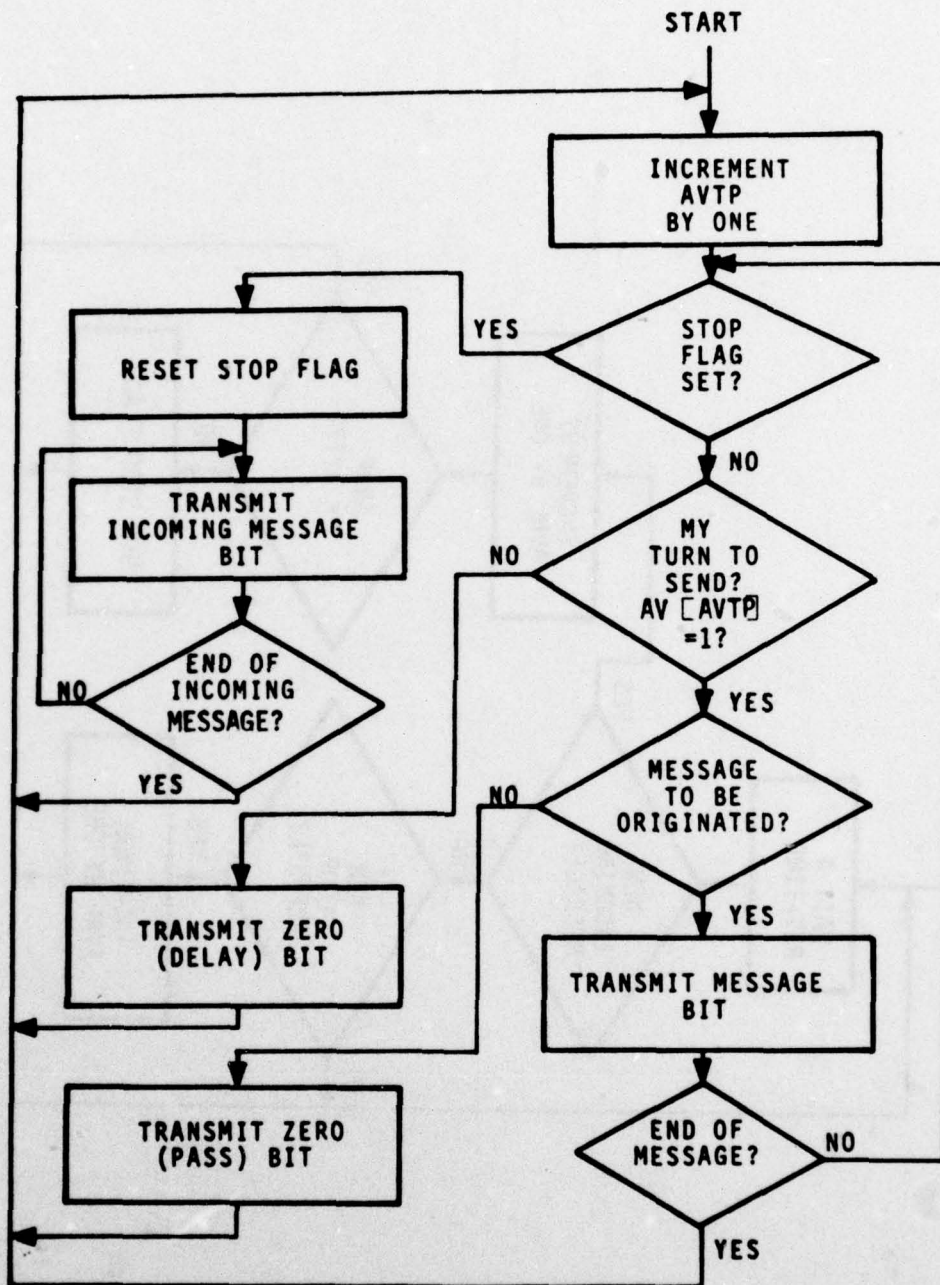 START
INCREMENT
AVTP
BY ONE
STOP
FLAG
SET?
YES
NO
RESET STOP FLAG
TRANSMIT
INCOMING MESSAGE
BIT
END OF
INCOMING
MESSAGE?
NO
YES
MY
TURN TO
SEND?
AV [AVTP]
=1?
NO
YES
MESSAGE
TO BE
ORIGINATED?
NO
YES
TRANSMIT ZERO
(DELAY) BIT
TRANSMIT MESSAGE
BIT
TRANSMIT ZERO
(PASS) BIT
END OF
MESSAGE?
NO
YES